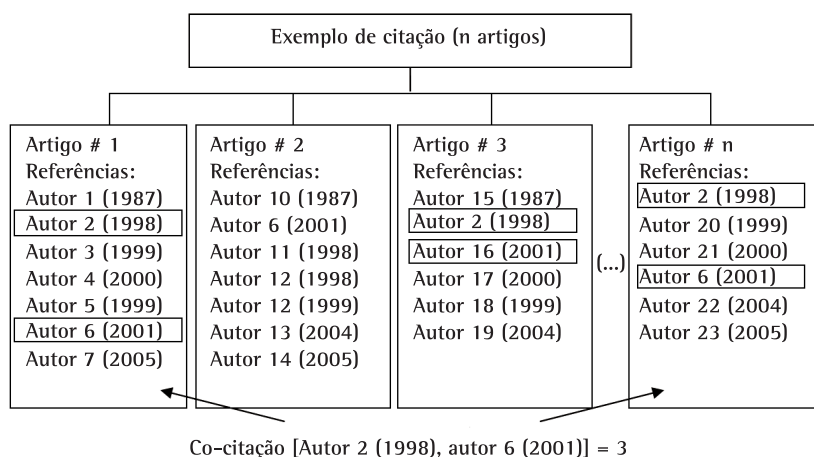 Exemplo de citação (n artigos)
Artigo # 1
Referências:
Autor 1 (1987)
Autor 2 (1998)
Autor 3 (1999)
Autor 4 (2000)
Autor 5 (1999)
Autor 6 (2001)
Autor 7 (2005)
Artigo # 2
Referências:
Autor 10 (1987)
Autor 6 (2001)
Autor 11 (1998)
Autor 12 (1998)
Autor 12 (1999)
Autor 13 (2004)
Autor 14 (2005)
Artigo # 3
Referências:
Autor 15 (1987)
Autor 2 (1998)
Autor 16 (2001)
Autor 17 (2000)
Autor 18 (1999)
Autor 19 (2004)
(...)
Artigo # n
Referências:
Autor 2 (1998)
Autor 20 (1999)
Autor 21 (2000)
Autor 6 (2001)
Autor 22 (2004)
Autor 23 (2005)
Co-citação [Autor 2 (1998), autor 6 (2001)] = 3